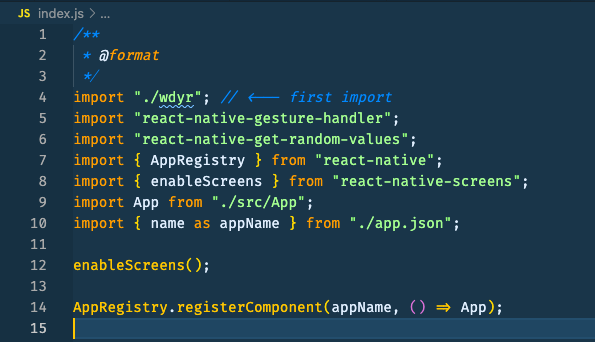 JS index.js > ...
1 /**
2  * @format
3  */
4 import "./wdyr"; // <--- first import
5 import "react-native-gesture-handler";
6 import "react-native-get-random-values";
7 import { AppRegistry } from "react-native";
8 import { enableScreens } from "react-native-screens";
9 import App from "./src/App";
10 import { name as appName } from "./app.json";
11
12 enableScreens();
13
14 AppRegistry.registerComponent(appName, () => App);
15